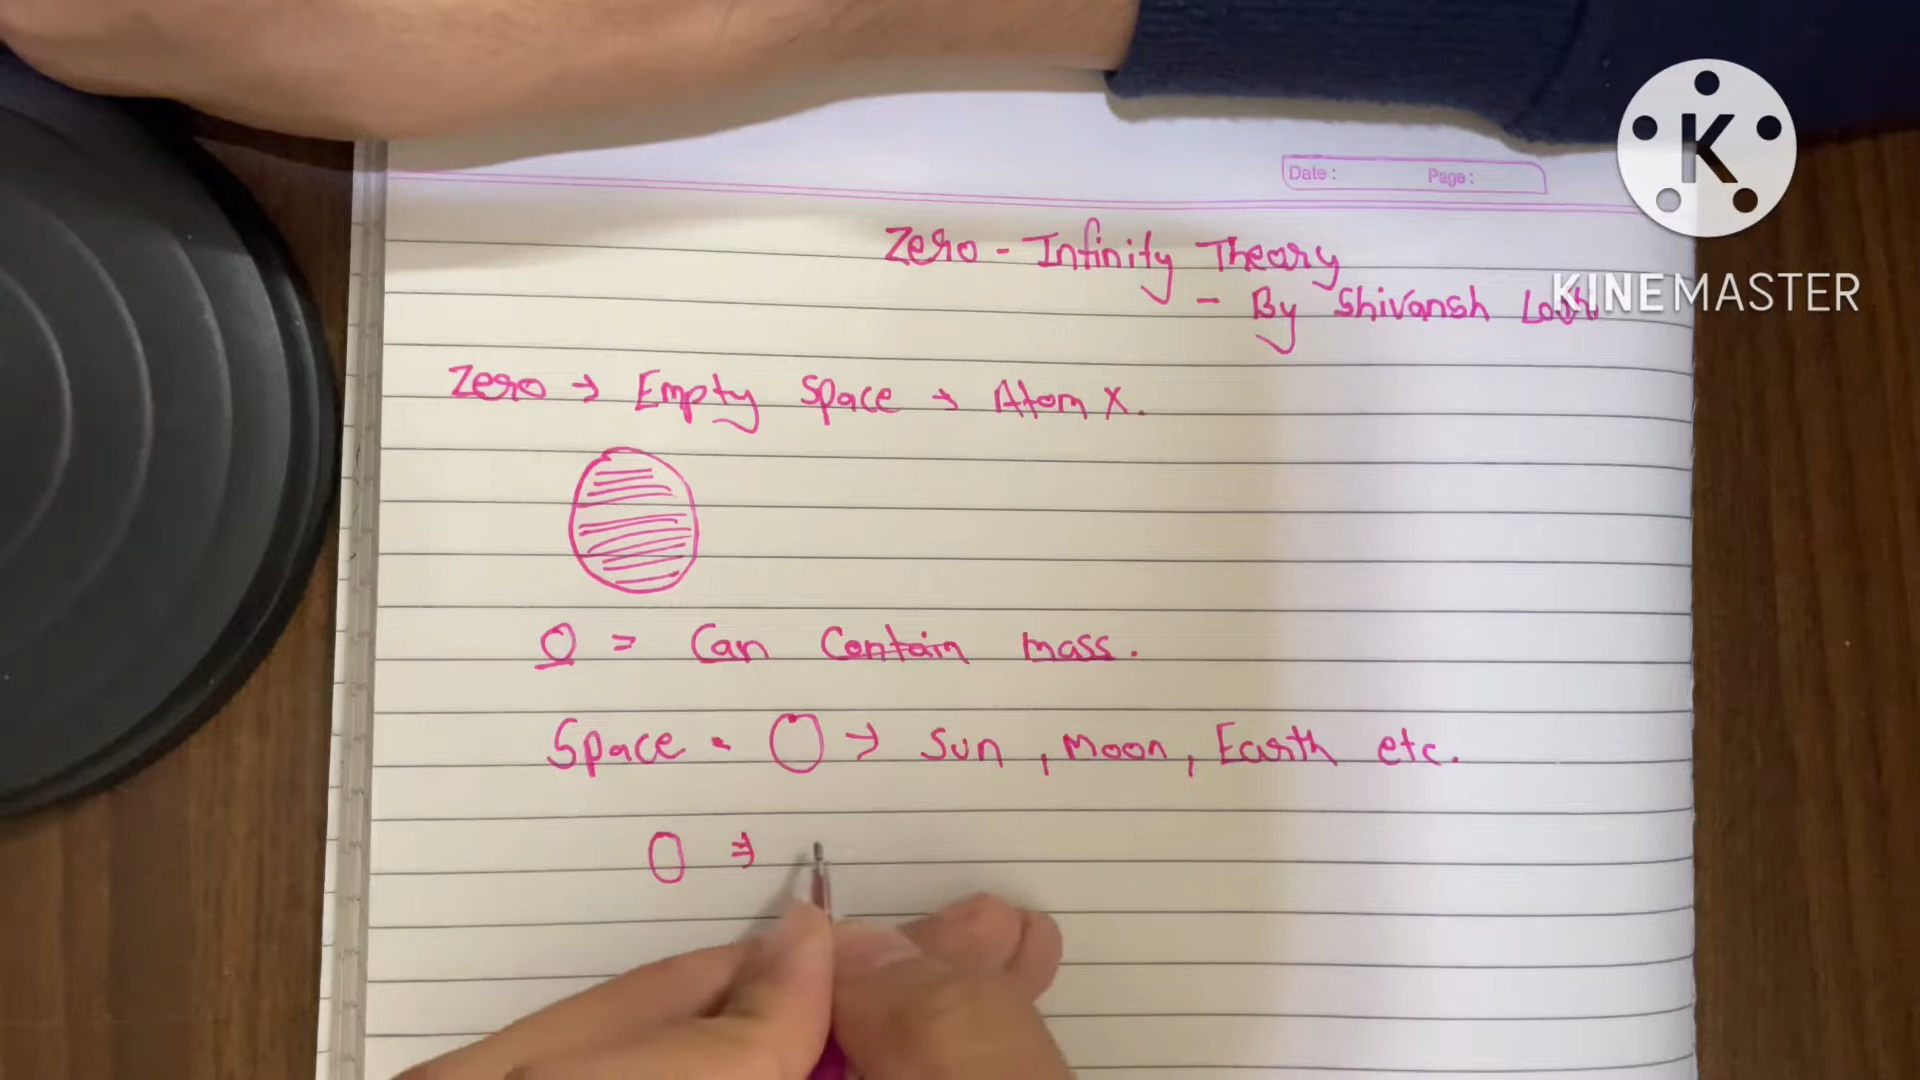 Date : Page :
Zero - Infinity Theory
- By Shivansh
KINEMASTER
K
Zero → Empty Space → Atom X.
0 = Can Contain mass.
Space = 0 → Sun, Moon, Earth etc.
0 ⇒